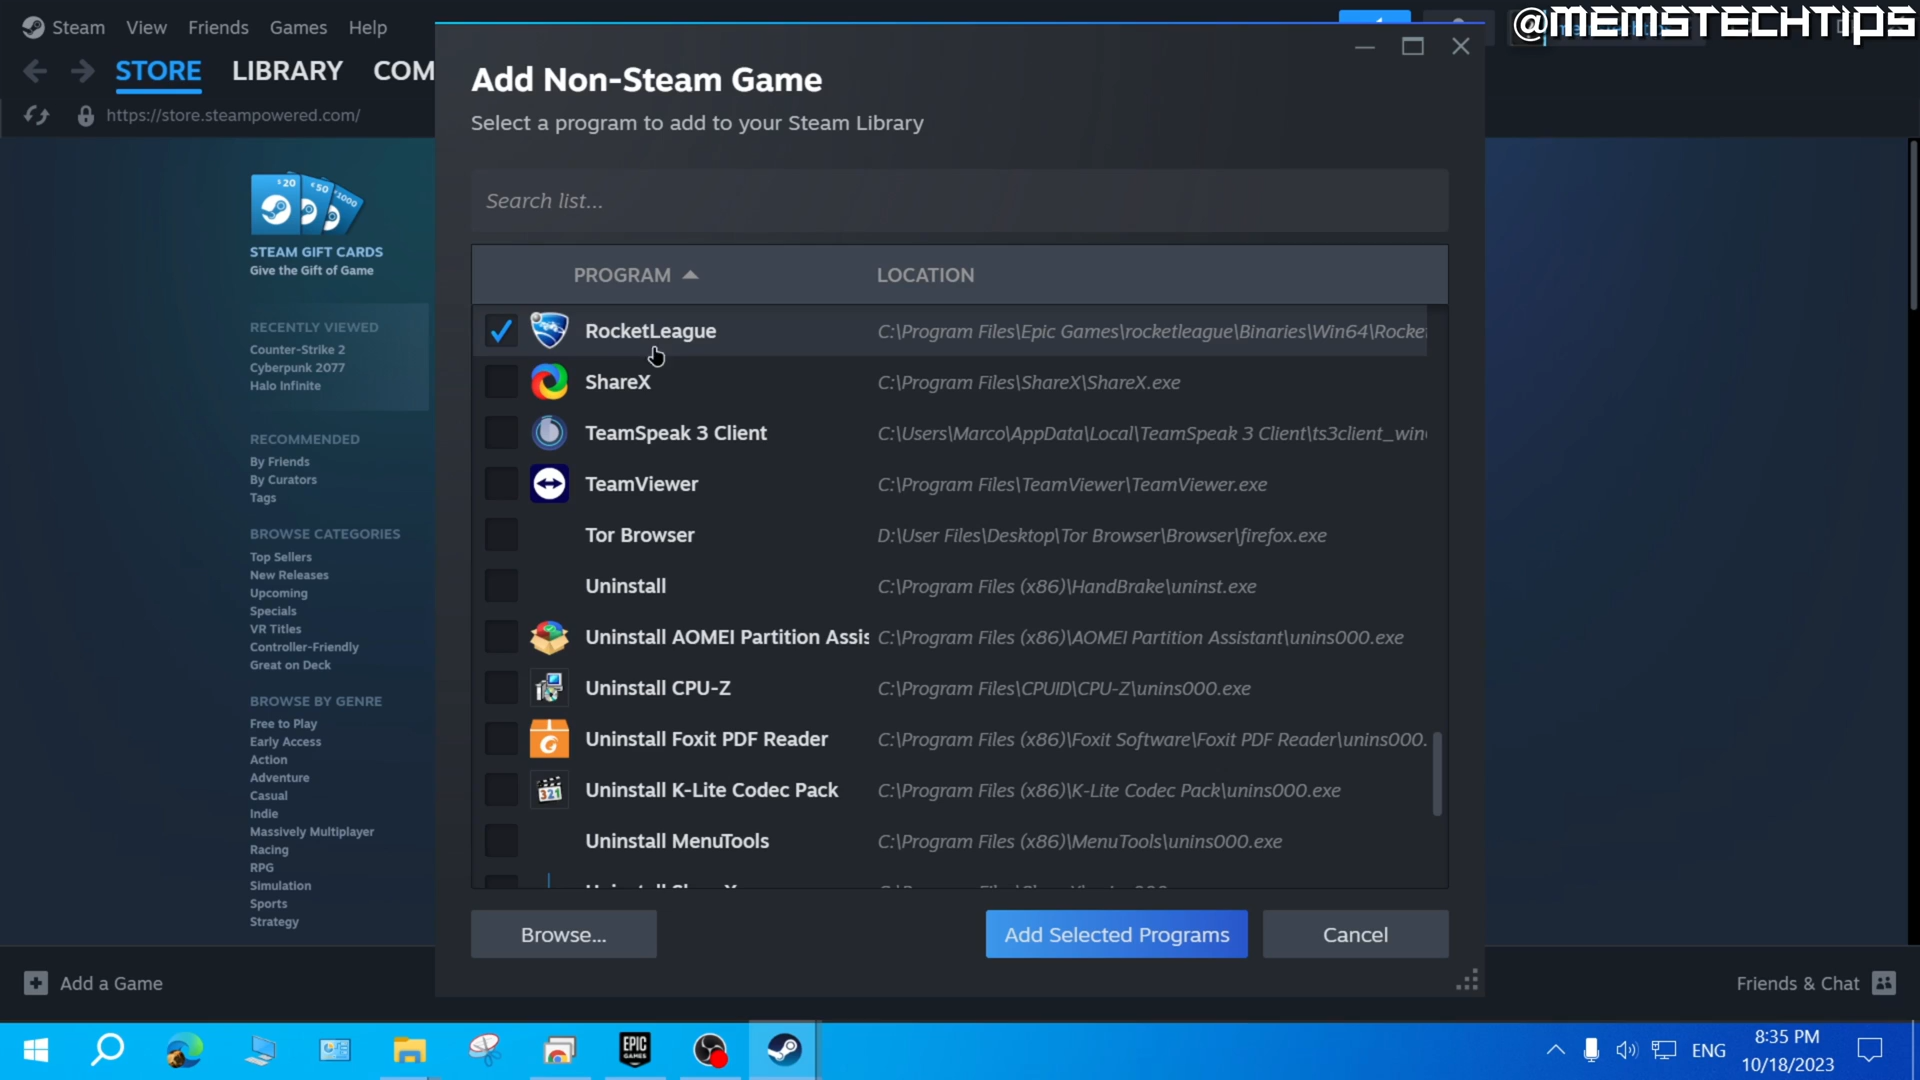 Steam View Friends Games Help
@MEMSTECHTIPS
STORE LIBRARY COM
https://store.steampowered.com/
Add Non-Steam Game
Select a program to add to your Steam Library
Search list...
PROGRAM LOCATION
RocketLeague C:\Program Files\Epic Games\rocketleague\Binaries\Win64\Rocke
ShareX C:\Program Files\ShareX\ShareX.exe
TeamSpeak 3 Client C:\Users\Marco\AppData\Local\TeamSpeak 3 Client\ts3client_win
TeamViewer C:\Program Files\TeamViewer\TeamViewer.exe
Tor Browser D:\User Files\Desktop\Tor Browser\Browser\firefox.exe
Uninstall C:\Program Files (x86)\HandBrake\uninst.exe
Uninstall AOMEI Partition Assis C:\Program Files (x86)\AOMEI Partition Assistant\unins000.exe
Uninstall CPU-Z C:\Program Files\CPUID\CPU-Z\unins000.exe
Uninstall Foxit PDF Reader C:\Program Files (x86)\Foxit Software\Foxit PDF Reader\unins000.
Uninstall K-Lite Codec Pack C:\Program Files (x86)\K-Lite Codec Pack\unins000.exe
Uninstall MenuTools C:\Program Files (x86)\MenuTools\unins000.exe
Browse... Add Selected Programs Cancel
$20 €50 €1000
STEAM GIFT CARDS
Give the Gift of Game
RECENTLY VIEWED
Counter-Strike 2
Cyberpunk 2077
Halo Infinite
RECOMMENDED
By Friends
By Curators
Tags
BROWSE CATEGORIES
Top Sellers
New Releases
Upcoming
Specials
VR Titles
Controller-Friendly
Great on Deck
BROWSE BY GENRE
Free to Play
Early Access
Action
Adventure
Casual
Indie
Massively Multiplayer
Racing
RPG
Simulation
Sports
Strategy
Add a Game
Friends & Chat
EPIC
GAMES
321
ENG
8:35 PM
10/18/2023